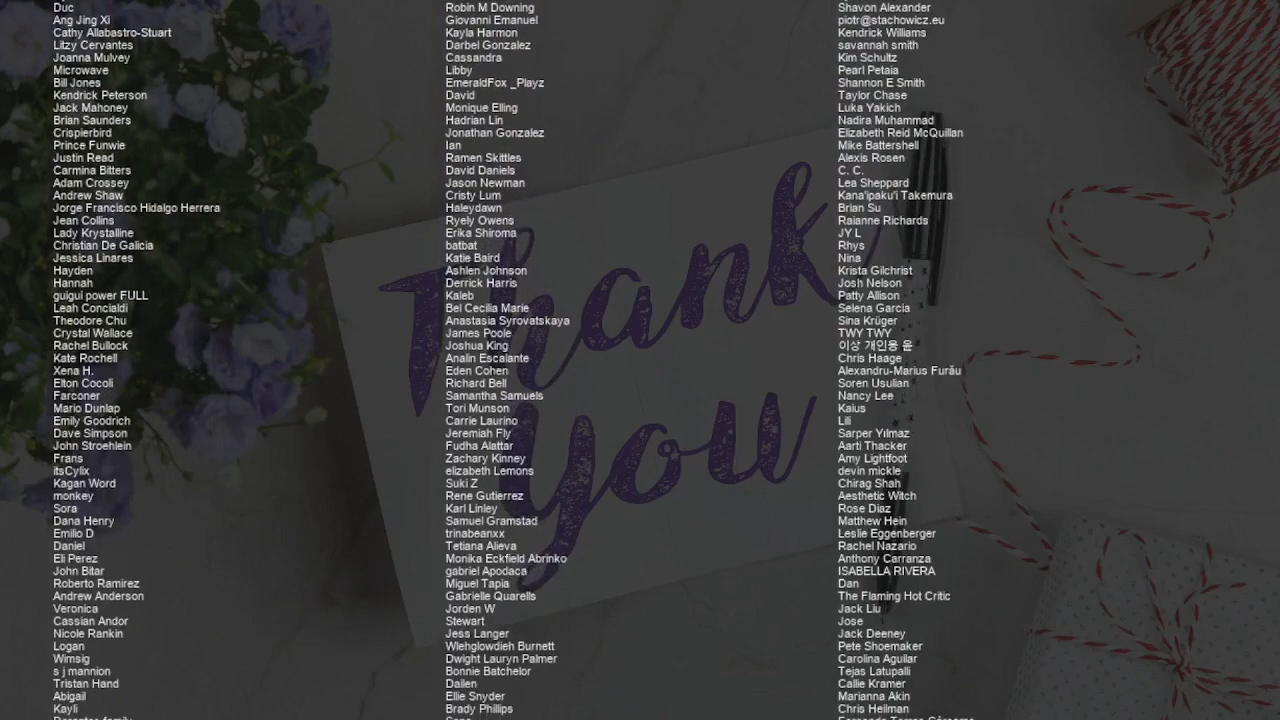 Duc
Ang Jing Xi
Cathy Allabastro-Stuart
Litzy Cervantes
Joanna Mulvey
Microwave
Bill Jones
Kendrick Peterson
Jack Mahoney
Brian Saunders
Crispierbird
Prince Funwie
Justin Read
Carmina Bitters
Adam Crossey
Andrew Shaw
Jorge Francisco Hidalgo Herrera
Jean Collins
Lady Krystalline
Christian De Galicia
Jessica Linares
Hayden
Hannah
guigui power FULL
Leah Concialdi
Theodore Chu
Crystal Wallace
Rachel Bullock
Kate Rochell
Xena H.
Elton Cocoli
Farconer
Mario Dunlap
Emily Goodrich
Dave Simpson
John Stroehlein
Frans
itsCylix
Kagan Word
monkey
Sora
Dana Henry
Emilio D
Daniel
Eli Perez
John Bitar
Roberto Ramirez
Andrew Anderson
Veronica
Cassian Andor
Nicole Rankin
Logan
Wimsig
s j mannion
Tristan Hand
Abigail
Kayli
Robin M Downing
Giovanni Emanuel
Kayla Harmon
Darbel Gonzalez
Cassandra
Libby
EmeraldFox _Playz
David
Monique Elling
Hadrian Lin
Jonathan Gonzalez
Ian
Ramen Skittles
David Daniels
Jason Newman
Cristy Lum
Haleydawn
Ryely Owens
Erika Shiroma
batbat
Katie Baird
Ashlen Johnson
Derrick Harris
Kaleb
Bel Cecilia Marie
Anastasia Syrovatskaya
James Poole
Joshua King
Analin Escalante
Eden Cohen
Richard Bell
Samantha Samuels
Tori Munson
Carrie Laurino
Jeremiah Fly
Fudha Alattar
Zachary Kinney
elizabeth Lemons
Suki Z
Rene Gutierrez
Karl Linley
Samuel Gramstad
trinabeanxx
Tetiana Alieva
Monika Eckfield Abrinko
gabriel Apodaca
Miguel Tapia
Gabrielle Quarells
Jorden W
Stewart
Jess Langer
Wlehglowdieh Burnett
Dwight Lauryn Palmer
Bonnie Batchelor
Dailen
Ellie Snyder
Brady Phillips
Shavon Alexander
piotr@stachowicz.eu
Kendrick Williams
savannah smith
Kim Schultz
Pearl Petaia
Shannon E Smith
Taylor Chase
Luka Yakich
Nadira Muhammad
Elizabeth Reid McQuillan
Mike Battershell
Alexis Rosen
C. C.
Lea Sheppard
Kana'ipaku'i Takemura
Brian Su
Raianne Richards
JY L
Rhys
Nina
Krista Gilchrist
Josh Nelson
Patty Allison
Selena Garcia
Sina Krüger
TWY TWY
이상 개인용 윤
Chris Haage
Alexandru-Marius Furău
Soren Usulian
Nancy Lee
Kaius
Lili
Sarper Yılmaz
Aarti Thacker
Amy Lightfoot
devin mickle
Chirag Shah
Aesthetic Witch
Rose Diaz
Matthew Hein
Leslie Eggenberger
Rachel Nazario
Anthony Carranza
ISABELLA RIVERA
Dan
The Flaming Hot Critic
Jack Liu
Jose
Jack Deeney
Pete Shoemaker
Carolina Aguilar
Tejas Latupalli
Callie Kramer
Marianna Akin
Chris Heilman
Thank
you